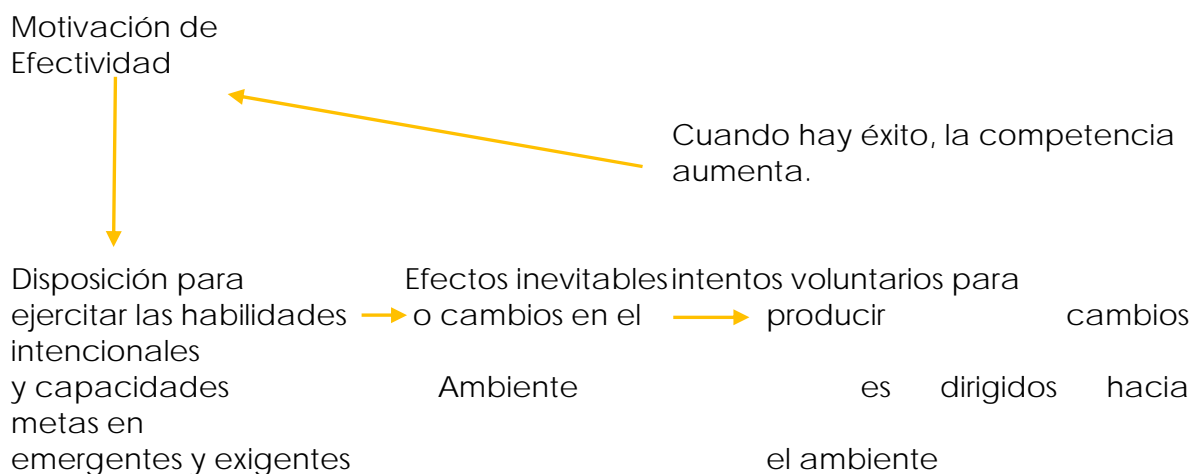 Motivación de
Efectividad
Cuando hay éxito, la competencia
aumenta.
Disposición para Efectos inevitables intentos voluntarios para
ejercitar las habilidades o cambios en el producir cambios
intencionales
y capacidades Ambiente es dirigidos hacia
metas en
emergentes y exigentes el ambiente